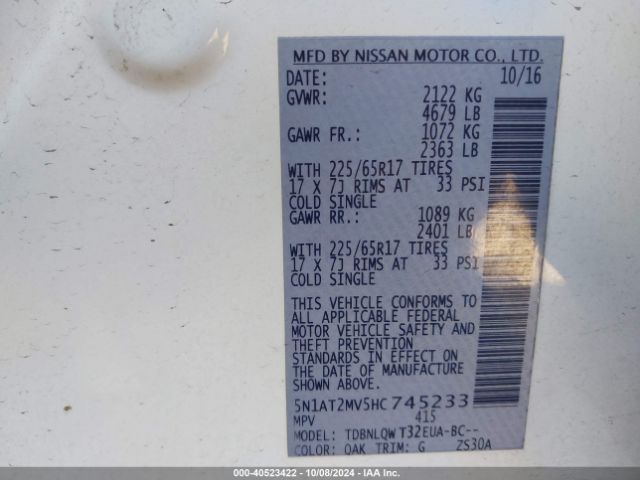 MFD BY NISSAN MOTOR CO., LTD.
DATE: 10/16
GVWR: 2122 KG
4679 LB
GAWR FR.: 1072 KG
2363 LB
WITH 225/65R17 TIRES
17 X 7J RIMS AT 33 PSI
COLD SINGLE
GAWR RR.: 1089 KG
2401 LB
WITH 225/65R17 TIRES
17 X 7J RIMS AT 33 PSI
COLD SINGLE
THIS VEHICLE CONFORMS TO
ALL APPLICABLE FEDERAL
MOTOR VEHICLE SAFETY AND
THEFT PREVENTION
STANDARDS IN EFFECT ON
THE DATE OF MANUFACTURE
SHOWN ABOVE
5N1AT2MV5HC745233
MPV 415
MODEL: TDBNLQW T32EUA-BC--
COLOR: QAK TRIM: G ZS30A
000-40523422 - 10/08/2024 - IAAI.COM